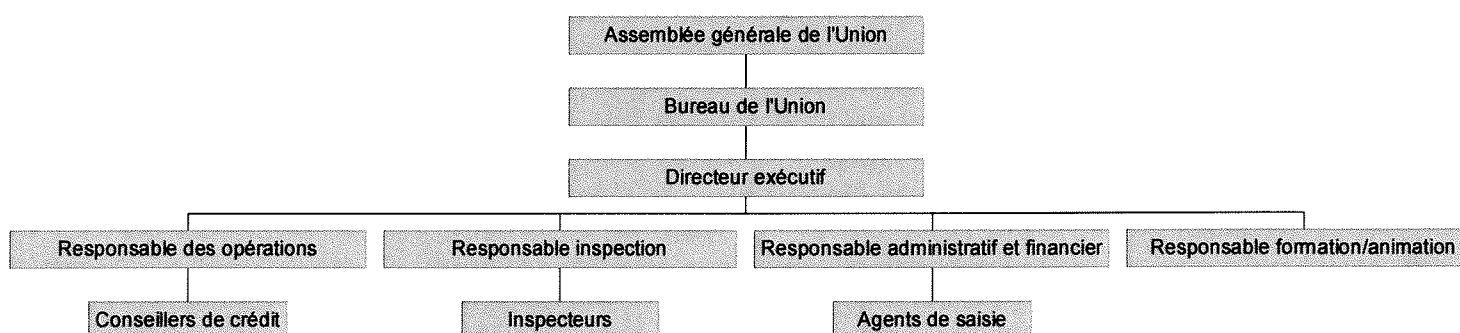 Assemblée générale de l'Union
Bureau de l'Union
Directeur exécutif
Responsable des opérations
Responsable inspection
Responsable administratif et financier
Responsable formation/animation
Conseillers de crédit
Inspecteurs
Agents de saisie